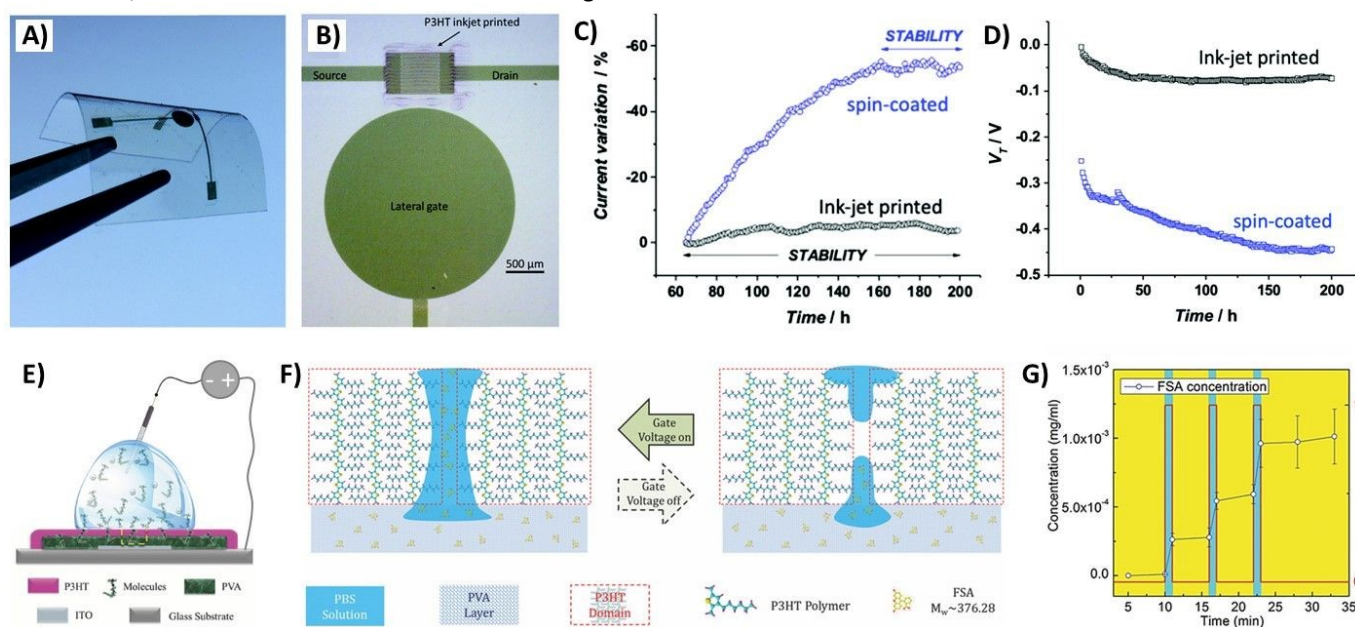 A)
B)
P3HT inkjet printed
Source
Drain
Lateral gate
500 µm
C)
STABILITY
spin-coated
Ink-jet printed
STABILITY
Current variation / %
-60
-40
-20
0
60
80
100
120
140
160
180
200
Time / h
D)
Ink-jet printed
spin-coated
V_T / V
0.0
-0.1
-0.2
-0.3
-0.4
-0.5
0
50
100
150
200
Time / h
E)
- +
P3HT
Molecules
PVA
ITO
Glass Substrate
F)
Gate
Voltage on
Gate
Voltage off
PBS
Solution
PVA
Layer
P3HT
Domain
P3HT Polymer
FSA
Mw~376.28
G)
FSA concentration
Concentration (mg/ml)
1.5x10⁻³
1.0x10⁻³
5.0x10⁻⁴
0.0
5
10
15
20
25
30
35
Time (min)